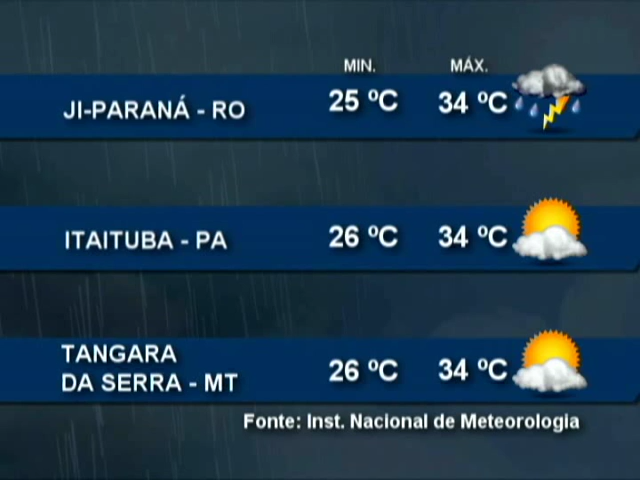 MIN. MÁX.
JI-PARANÁ - RO 25 ºC 34 ºC
ITAITUBA - PA 26 ºC 34 ºC
TANGARA
DA SERRA - MT 26 ºC 34 ºC
Fonte: Inst. Nacional de Meteorologia